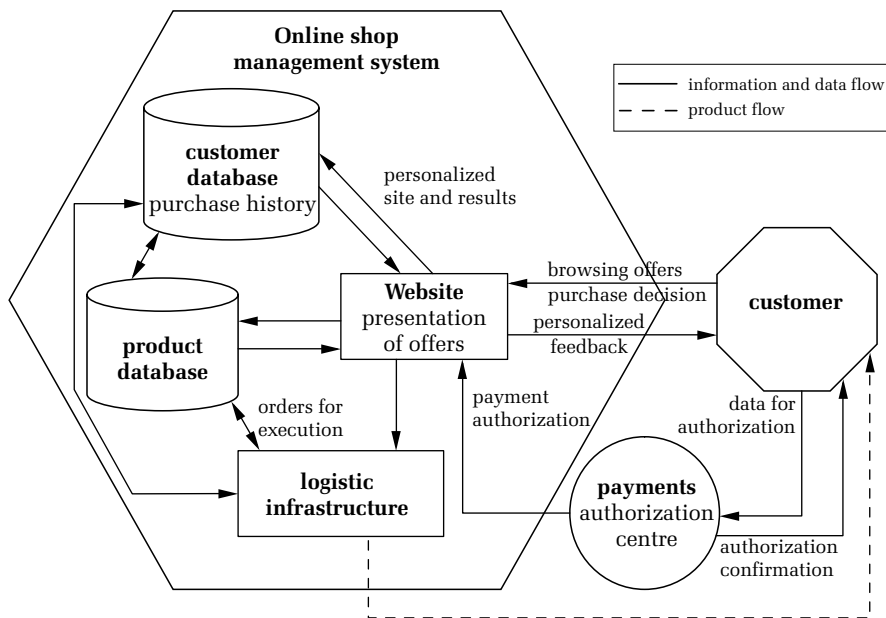 Online shop
management system
information and data flow
product flow
customer
database
purchase history
personalized
site and results
browsing offers
purchase decision
Website
presentation
of offers
personalized
feedback
customer
product
database
orders for
execution
payment
authorization
data for
authorization
logistic
infrastructure
payments
authorization
centre
authorization
confirmation